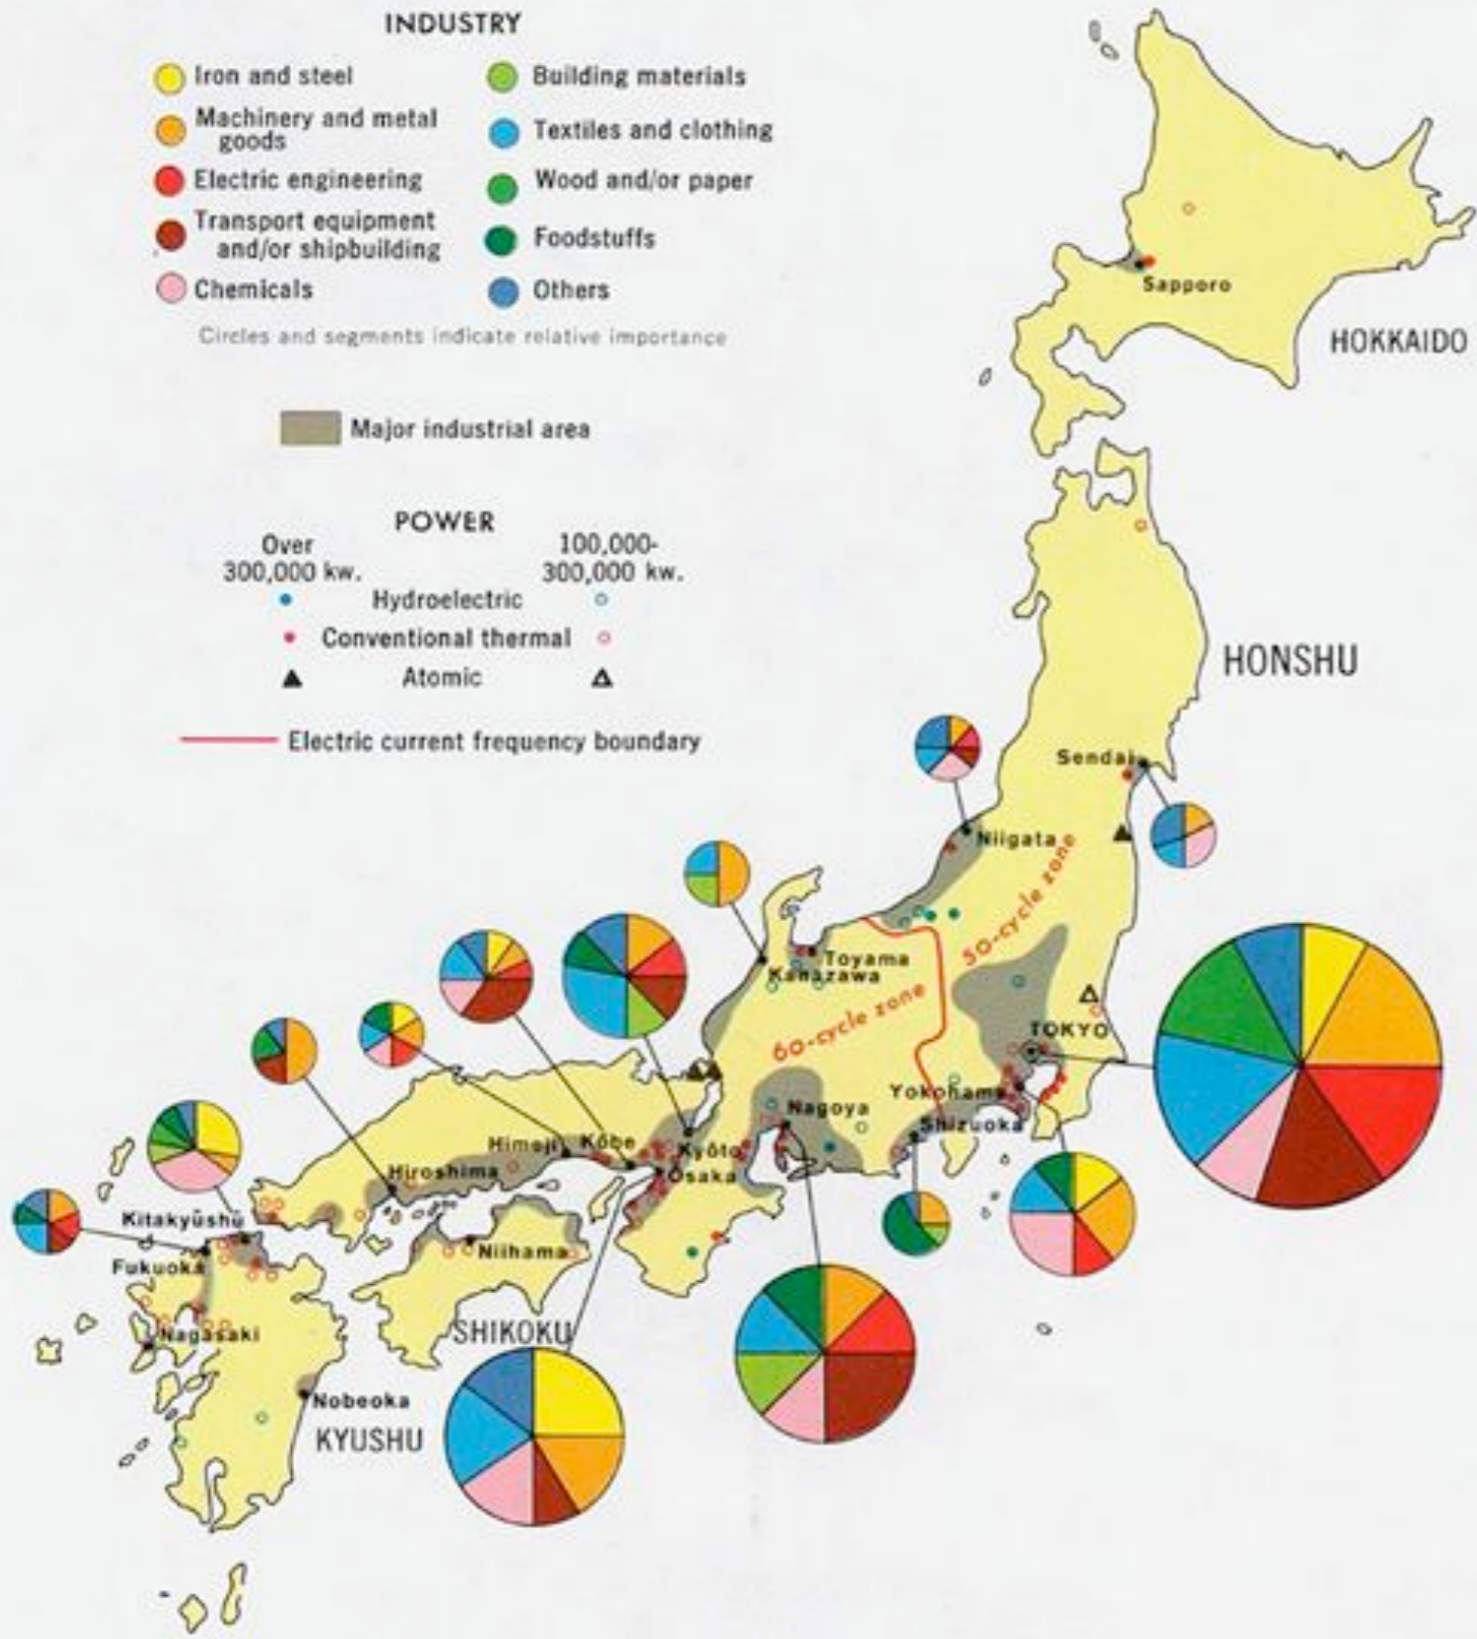 INDUSTRY
Iron and steel
Machinery and metal
goods
Electric engineering
Transport equipment
and/or shipbuilding
Chemicals
Building materials
Textiles and clothing
Wood and/or paper
Foodstuffs
Others
Circles and segments indicate relative importance
Major industrial area
POWER
Over
300,000 kw.
100,000-
300,000 kw.
Hydroelectric
Conventional thermal
Atomic
Electric current frequency boundary
Sapporo
HOKKAIDO
HONSHU
Sendai
Niigata
50-cycle zone
Toyama
Kanazawa
60-cycle zone
TOKYO
Yokohama
Nagoya
Shizuoka
Himeji
Kōbe
Kyōto
Ōsaka
Hiroshima
Kitakyūshū
Fukuoka
Niihama
Nagasaki
SHIKOKU
Nobeoka
KYUSHU